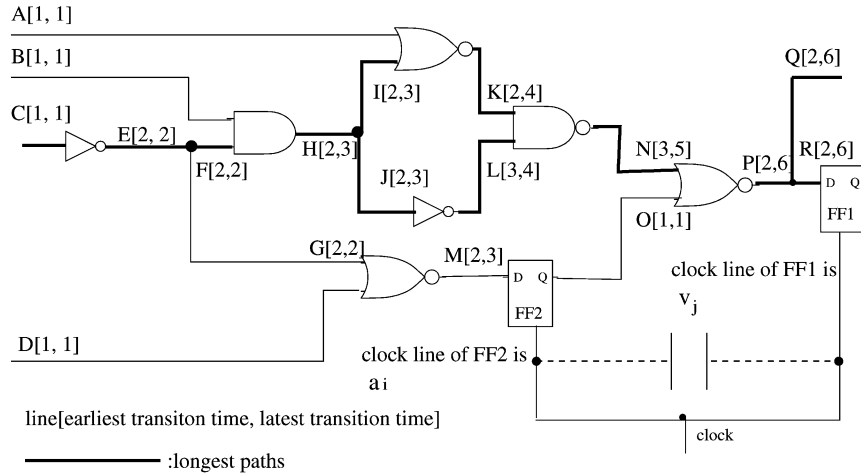 A[1, 1]
B[1, 1]
C[1, 1]
E[2, 2]
F[2,2]
H[2,3]
I[2,3]
J[2,3]
K[2,4]
L[3,4]
N[3,5]
O[1,1]
P[2,6]
Q[2,6]
R[2,6]
D Q
FF1
G[2,2]
M[2,3]
D Q
FF2
D[1, 1]
clock line of FF1 is
vj
clock line of FF2 is
ai
clock
line[earliest transiton time, latest transition time]
:longest paths